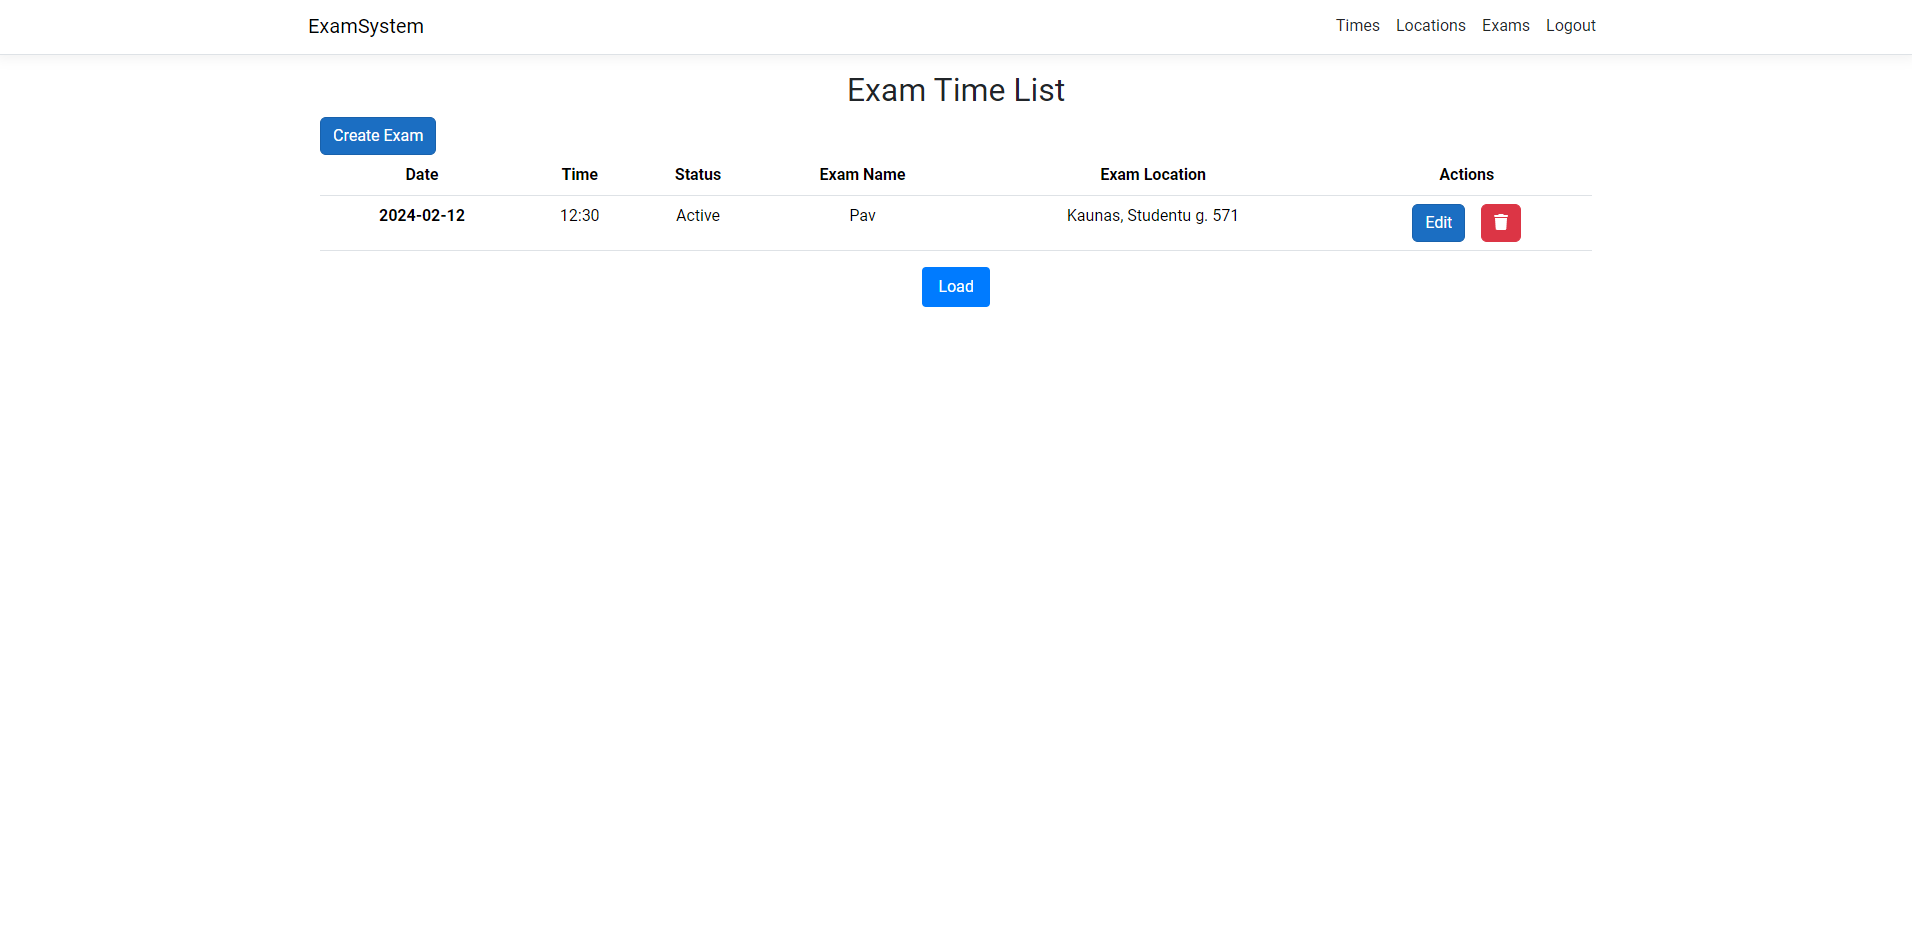 ExamSystem Times Locations Exams Logout
Exam Time List
Create Exam
Date Time Status Exam Name Exam Location Actions
2024-02-12 12:30 Active Pav Kaunas, Studentu g. 571 Edit
Load